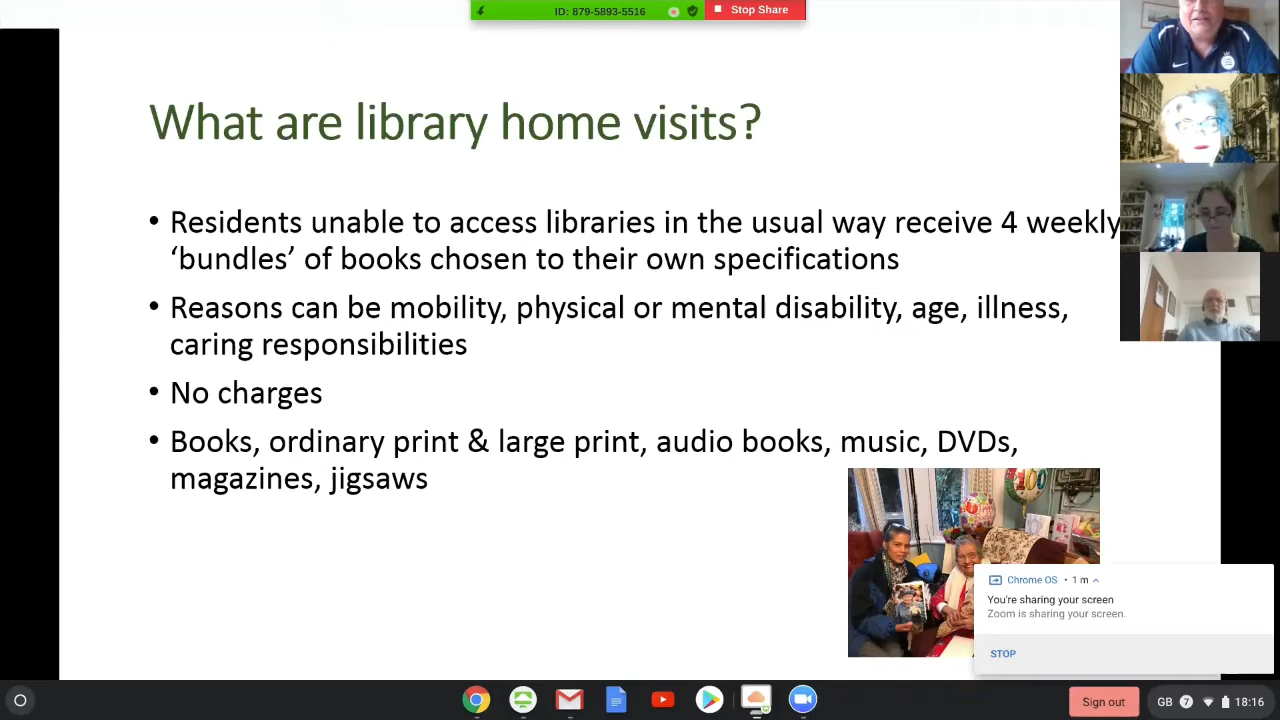 ID: 879-5893-5516
Stop Share
What are library home visits?
• Residents unable to access libraries in the usual way receive 4 weekly
‘bundles’ of books chosen to their own specifications
• Reasons can be mobility, physical or mental disability, age, illness,
caring responsibilities
• No charges
• Books, ordinary print & large print, audio books, music, DVDs,
magazines, jigsaws
100
Chrome OS • 1 m
You're sharing your screen
Zoom is sharing your screen.
STOP
Sign out
GB 7 18:16